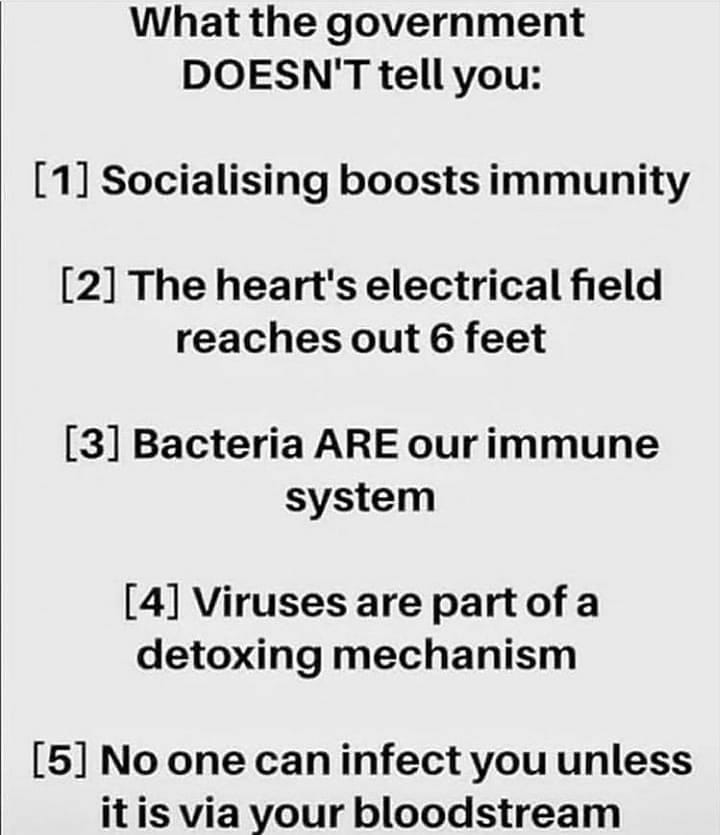 What the government
DOESN'T tell you:
[1] Socialising boosts immunity
[2] The heart's electrical field
reaches out 6 feet
[3] Bacteria ARE our immune
system
[4] Viruses are part of a
detoxing mechanism
[5] No one can infect you unless
it is via your bloodstream